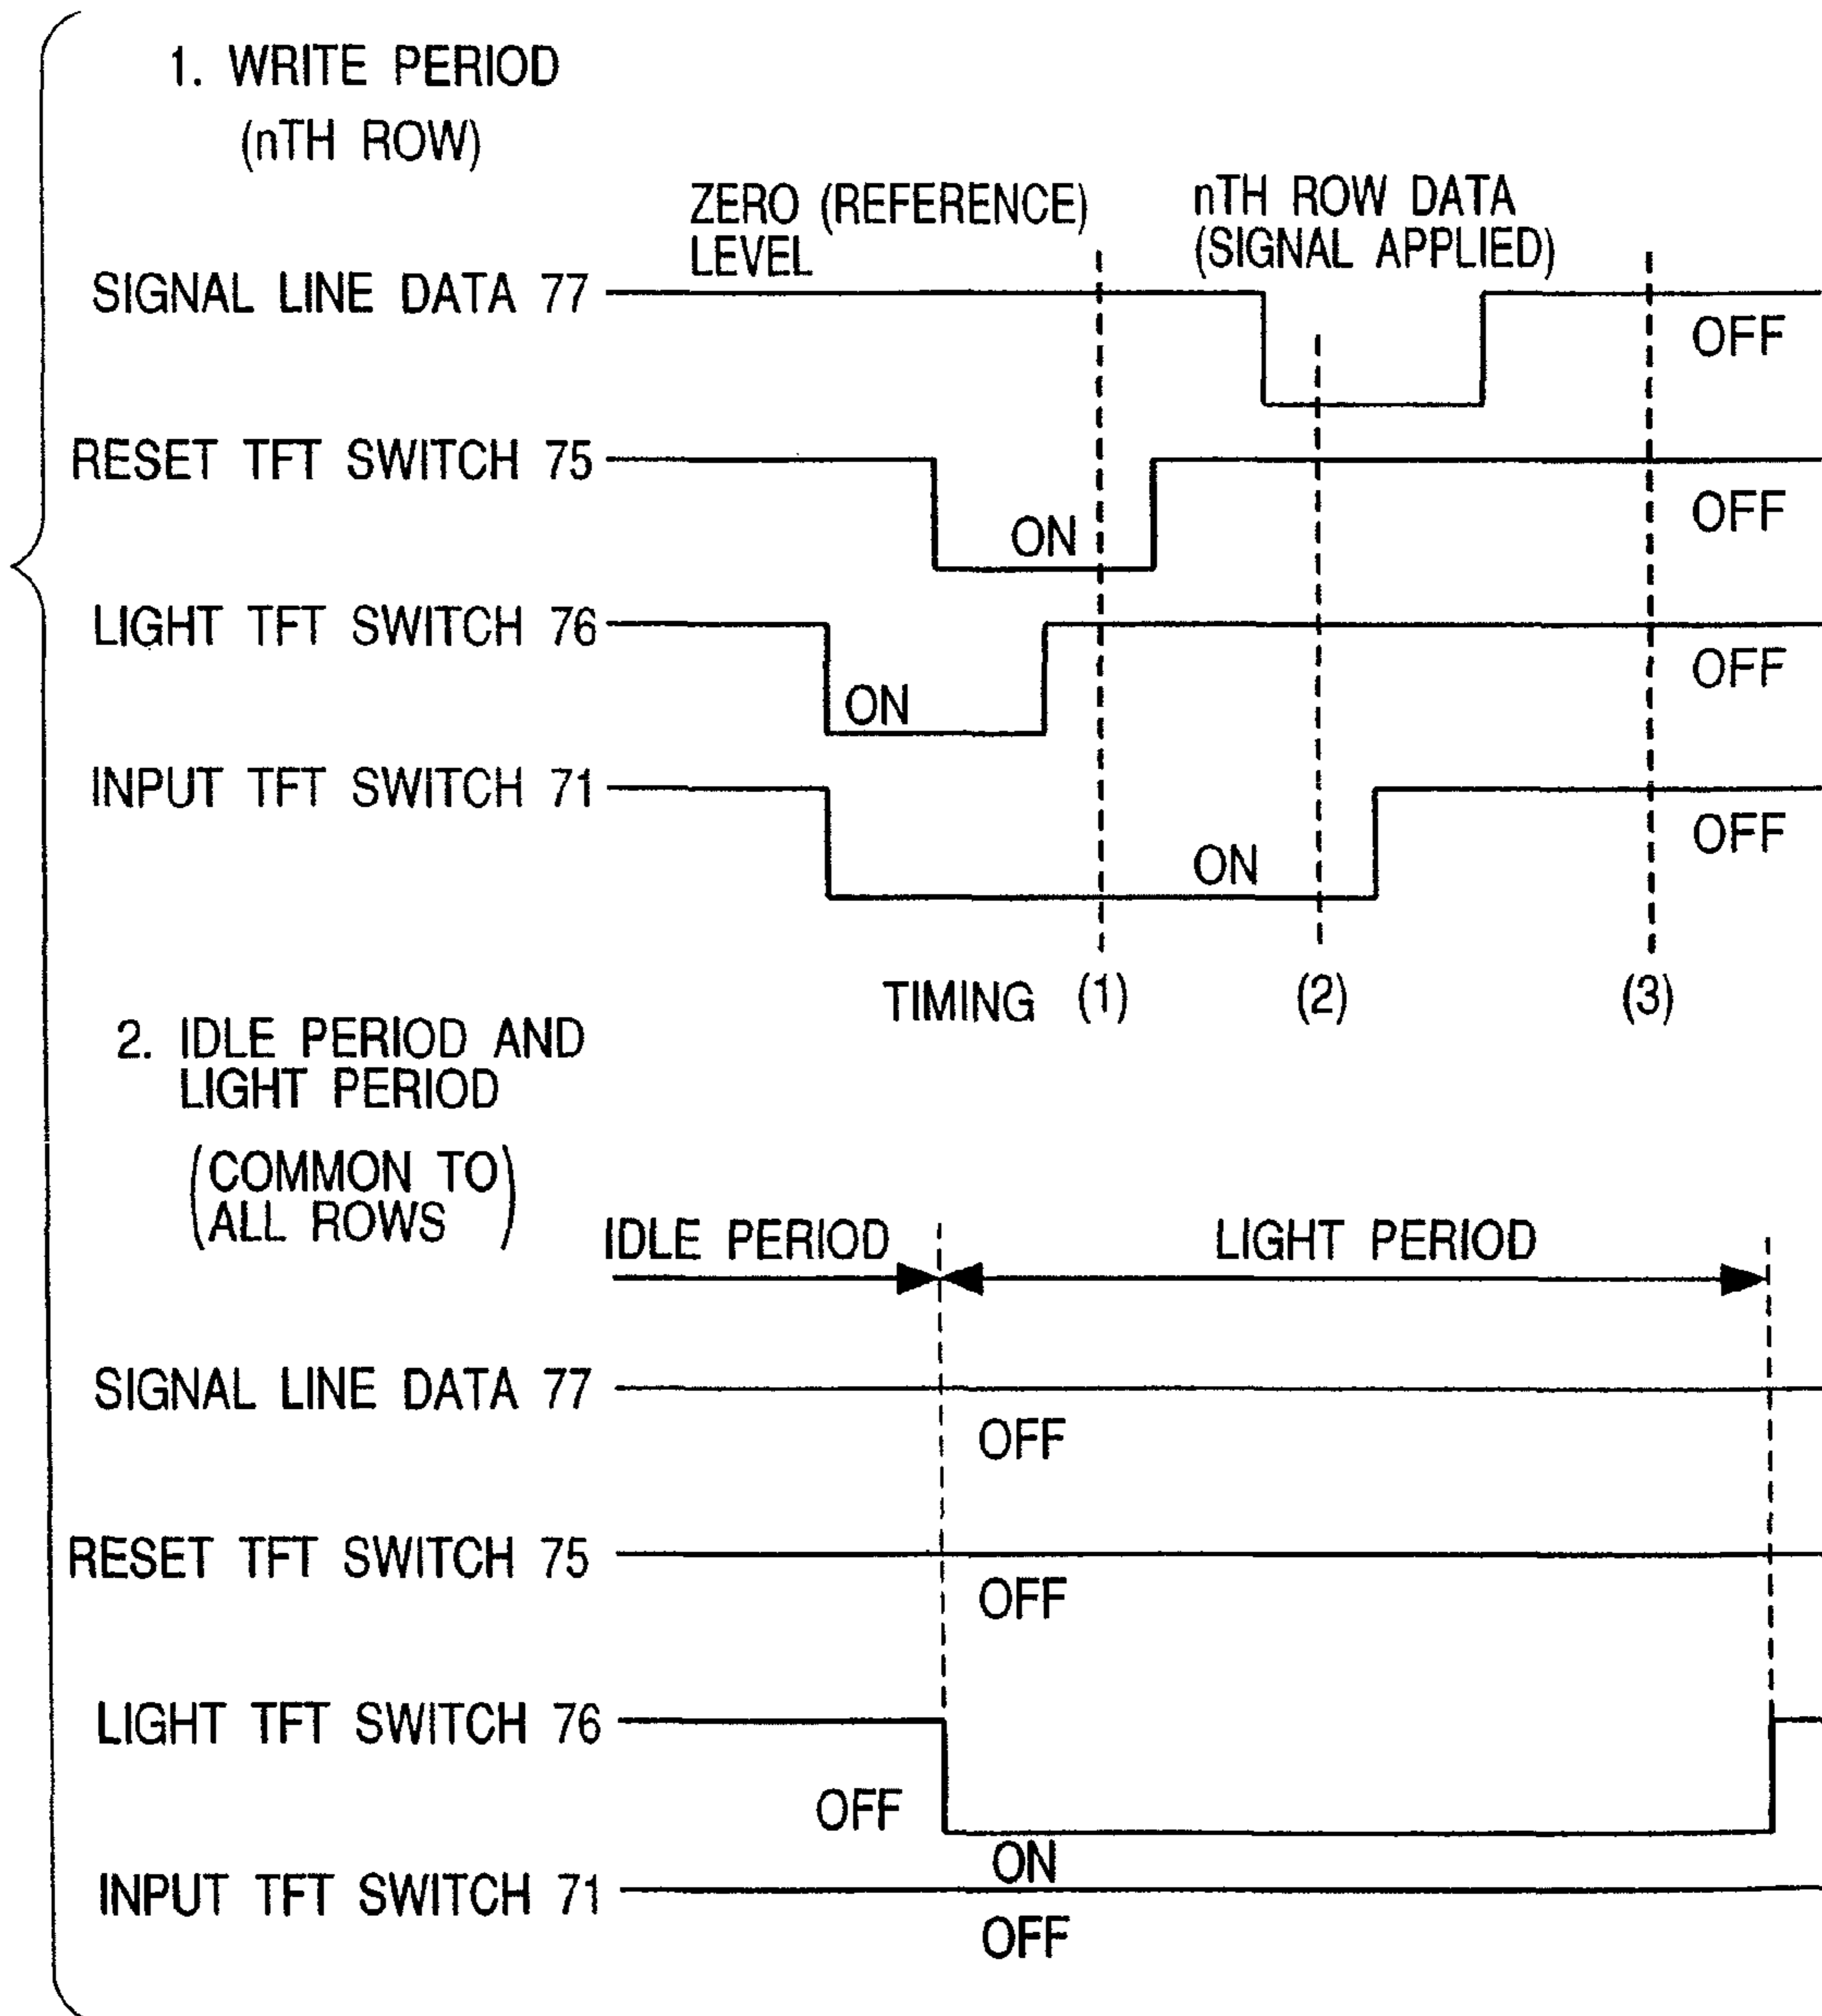 1. WRITE PERIOD
(nTH ROW)
ZERO (REFERENCE)
LEVEL
nTH ROW DATA
(SIGNAL APPLIED)
SIGNAL LINE DATA 77
OFF
RESET TFT SWITCH 75
ON
OFF
LIGHT TFT SWITCH 76
ON
OFF
INPUT TFT SWITCH 71
ON
OFF
TIMING (1) (2) (3)
2. IDLE PERIOD AND
LIGHT PERIOD
(COMMON TO
ALL ROWS)
IDLE PERIOD LIGHT PERIOD
SIGNAL LINE DATA 77
OFF
RESET TFT SWITCH 75
OFF
LIGHT TFT SWITCH 76
OFF
ON
INPUT TFT SWITCH 71
OFF